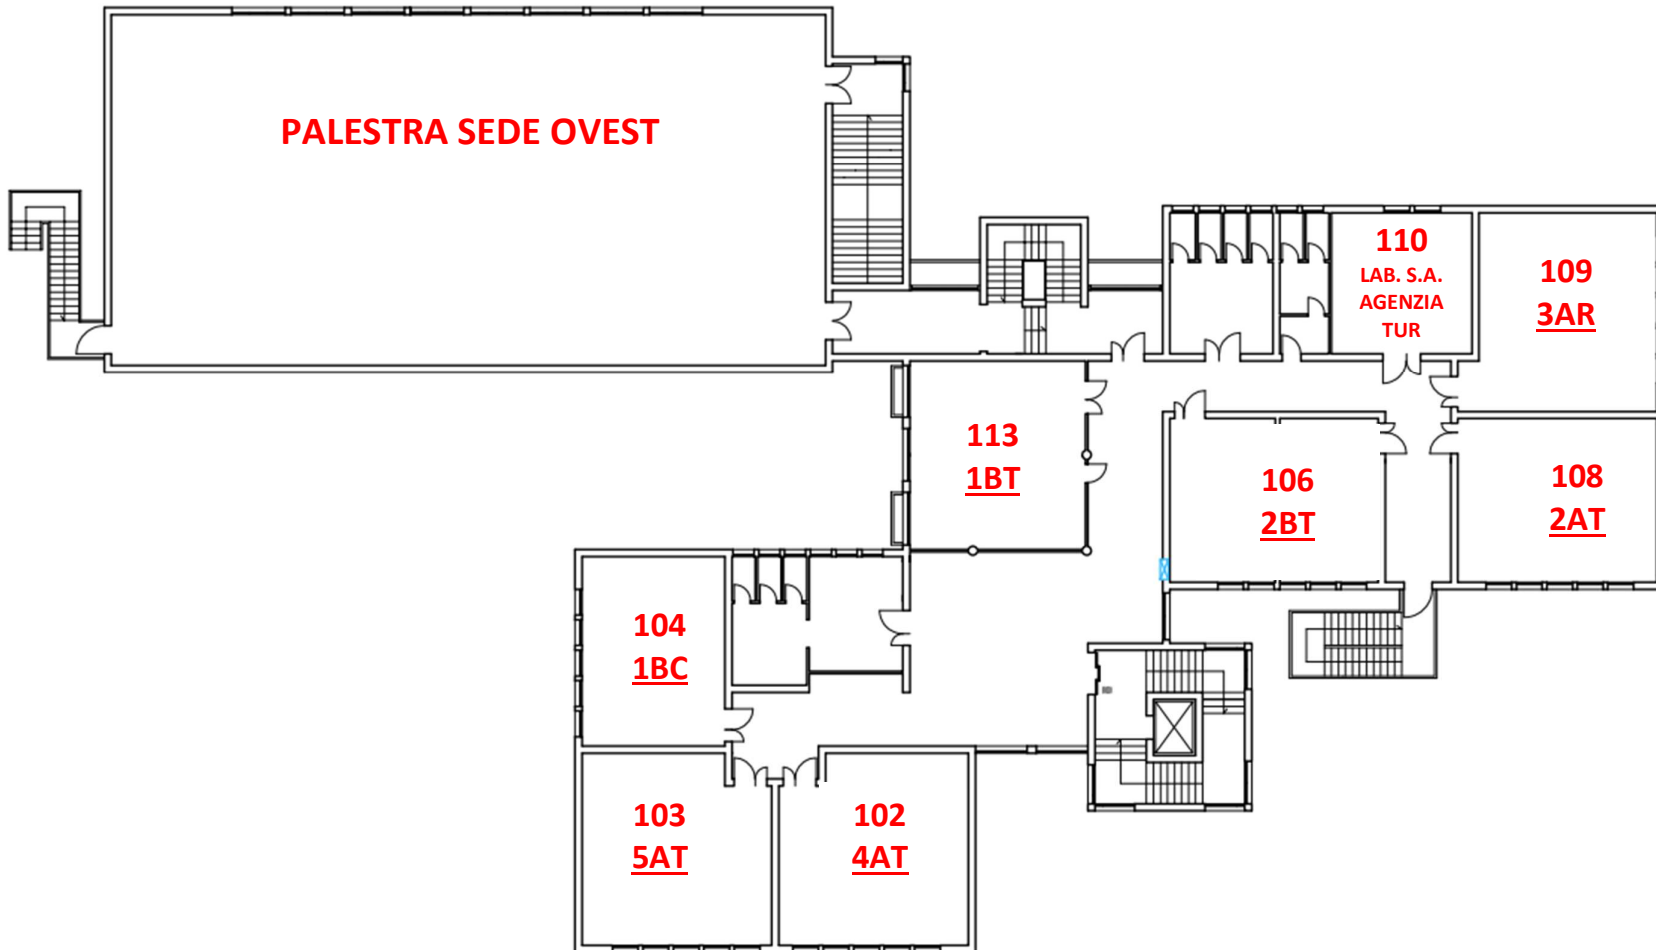 PALESTRA SEDE OVEST
110
LAB. S.A.
AGENZIA
TUR
109
3AR
113
1BT
106
2BT
108
2AT
104
1BC
103
5AT
102
4AT